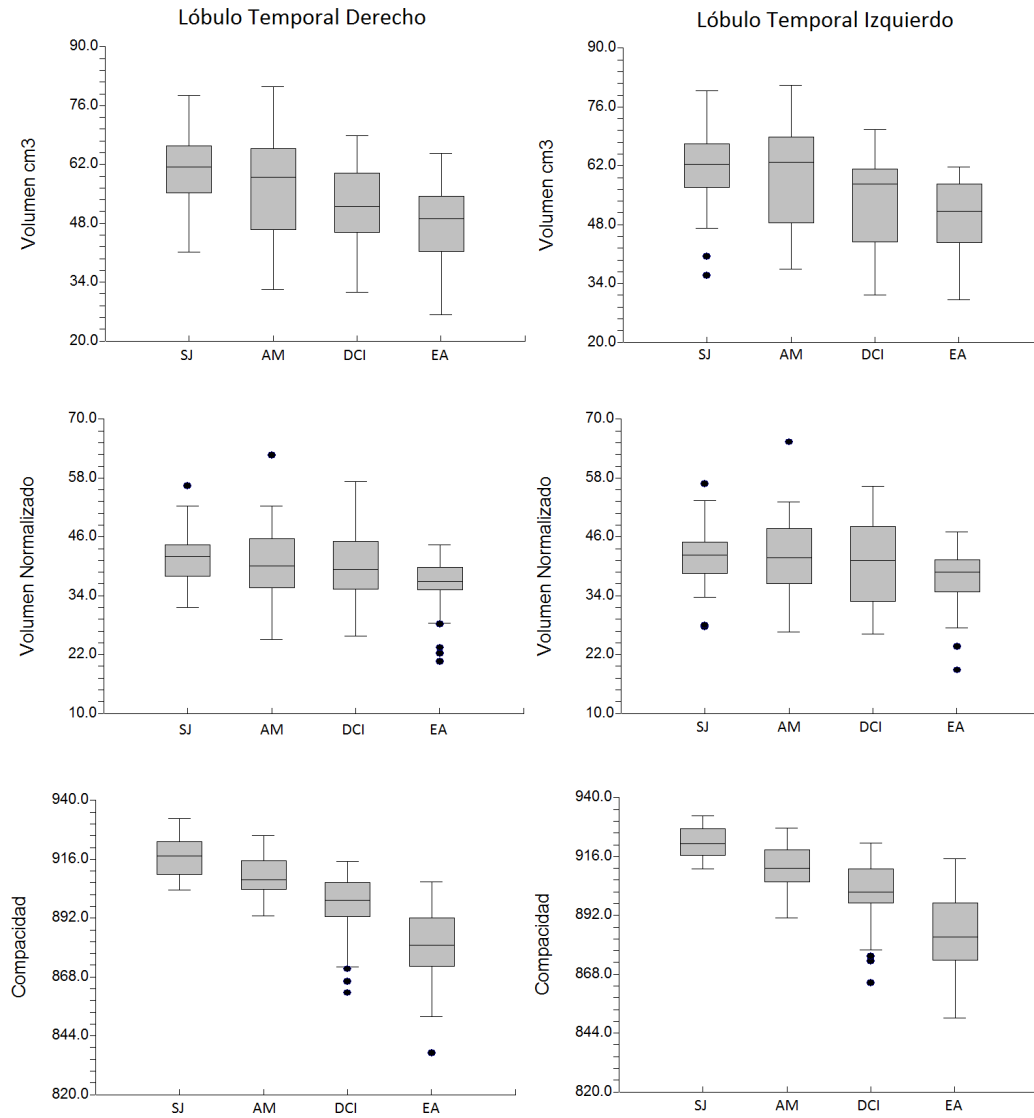 Lóbulo Temporal Derecho
90.0
76.0
62.0
48.0
34.0
20.0
Volumen cm3
SJ AM DCI EA
Lóbulo Temporal Izquierdo
90.0
76.0
62.0
48.0
34.0
20.0
Volumen cm3
SJ AM DCI EA
70.0
58.0
46.0
34.0
22.0
10.0
Volumen Normalizado
SJ AM DCI EA
70.0
58.0
46.0
34.0
22.0
10.0
Volumen Normalizado
SJ AM DCI EA
940.0
916.0
892.0
868.0
844.0
820.0
Compacidad
SJ AM DCI EA
940.0
916.0
892.0
868.0
844.0
820.0
Compacidad
SJ AM DCI EA